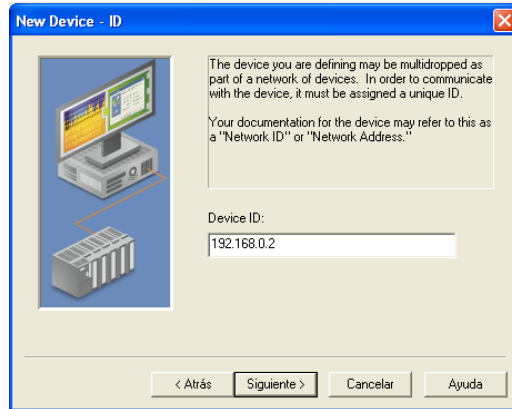 New Device - ID
The device you are defining may be multidropped as
part of a network of devices. In order to communicate
with the device, it must be assigned a unique ID.
Your documentation for the device may refer to this as
a "Network ID" or "Network Address."
Device ID:
192.168.0.2
< Atrás
Siguiente >
Cancelar
Ayuda